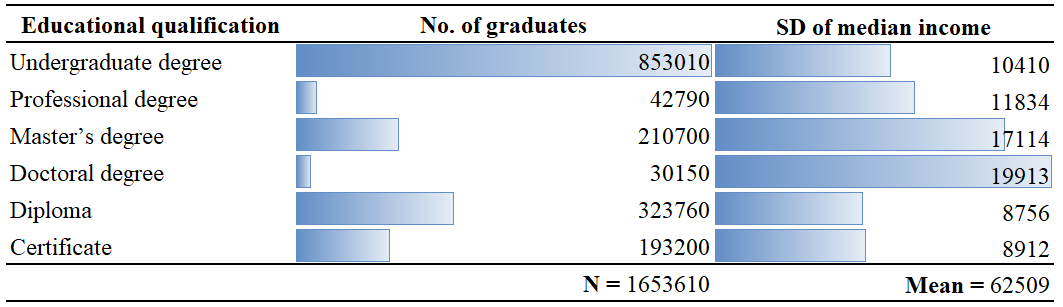 Educational qualification No. of graduates SD of median income
Undergraduate degree 853010 10410
Professional degree 42790 11834
Master’s degree 210700 17114
Doctoral degree 30150 19913
Diploma 323760 8756
Certificate 193200 8912
N = 1653610 Mean = 62509